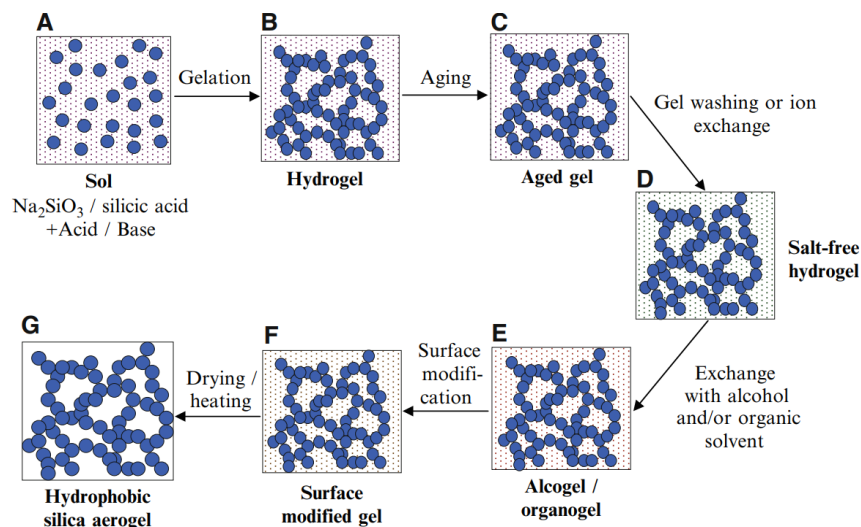 A
Sol
Na₂SiO₃ / silicic acid
+Acid / Base
Gelation
B
Hydrogel
Aging
C
Aged gel
Gel washing or ion
exchange
D
Salt-free
hydrogel
Exchange
with alcohol
and/or organic
solvent
E
Alcogel /
organogel
Surface
modifi-
cation
F
Surface
modified gel
Drying /
heating
G
Hydrophobic
silica aerogel